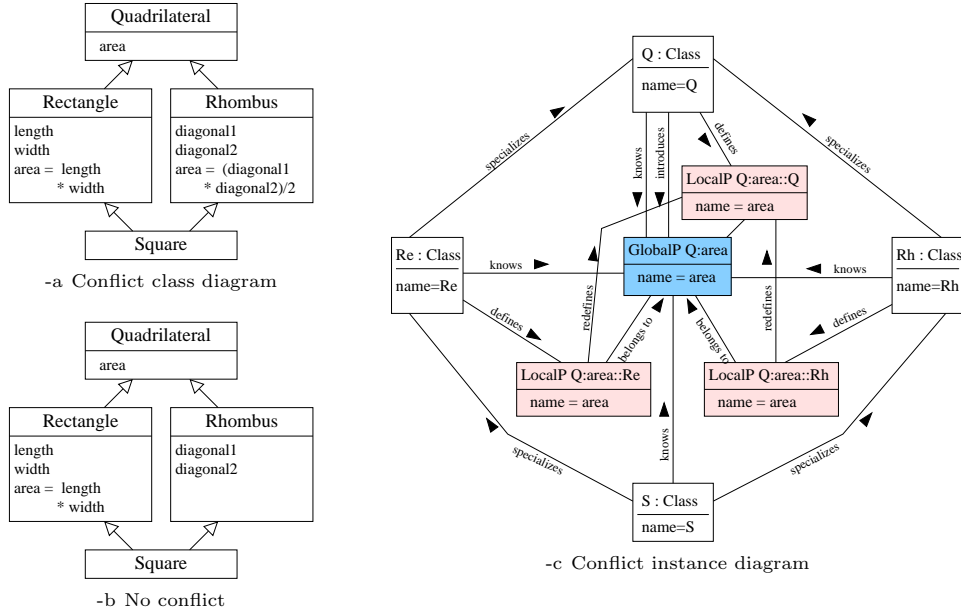 Quadrilateral
area
Rectangle
length
width
area = length
* width
Rhombus
diagonal1
diagonal2
area = (diagonal1
* diagonal2)/2
Square
-a Conflict class diagram
Quadrilateral
area
Rectangle
length
width
area = length
* width
Rhombus
diagonal1
diagonal2
Square
-b No conflict
Q : Class
name=Q
specializes
specializes
knows
introduces
defines
LocalP Q:area::Q
name = area
Re : Class
name=Re
knows
GlobalP Q:area
name = area
knows
Rh : Class
name=Rh
defines
redefines
belongs to
belongs to
redefines
defines
LocalP Q:area::Re
name = area
LocalP Q:area::Rh
name = area
specializes
knows
specializes
S : Class
name=S
-c Conflict instance diagram